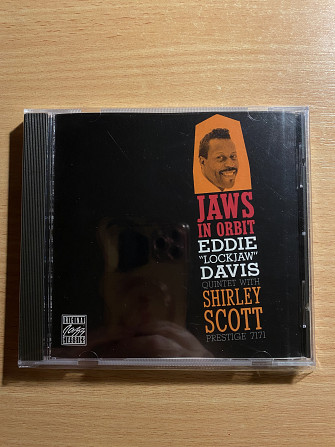 JAWS
IN ORBIT
EDDIE
"LOCKJAW"
DAVIS
QUINTET WITH
SHIRLEY
SCOTT
PRESTIGE 7171
ORIGINAL
Jazz
CLASSICS